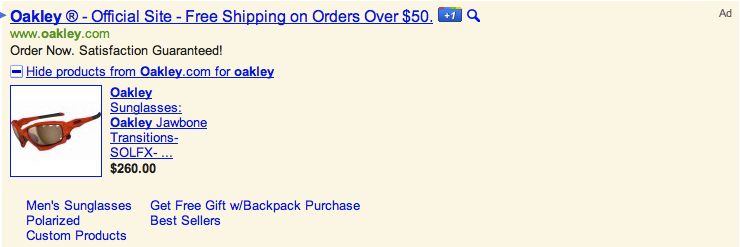 Oakley ® - Official Site - Free Shipping on Orders Over $50. +1
Ad
www.oakley.com
Order Now. Satisfaction Guaranteed!
Hide products from Oakley.com for oakley
Oakley
Sunglasses:
Oakley Jawbone
Transitions-
SOLFX- ...
$260.00
Men's Sunglasses Get Free Gift w/Backpack Purchase
Polarized Best Sellers
Custom Products